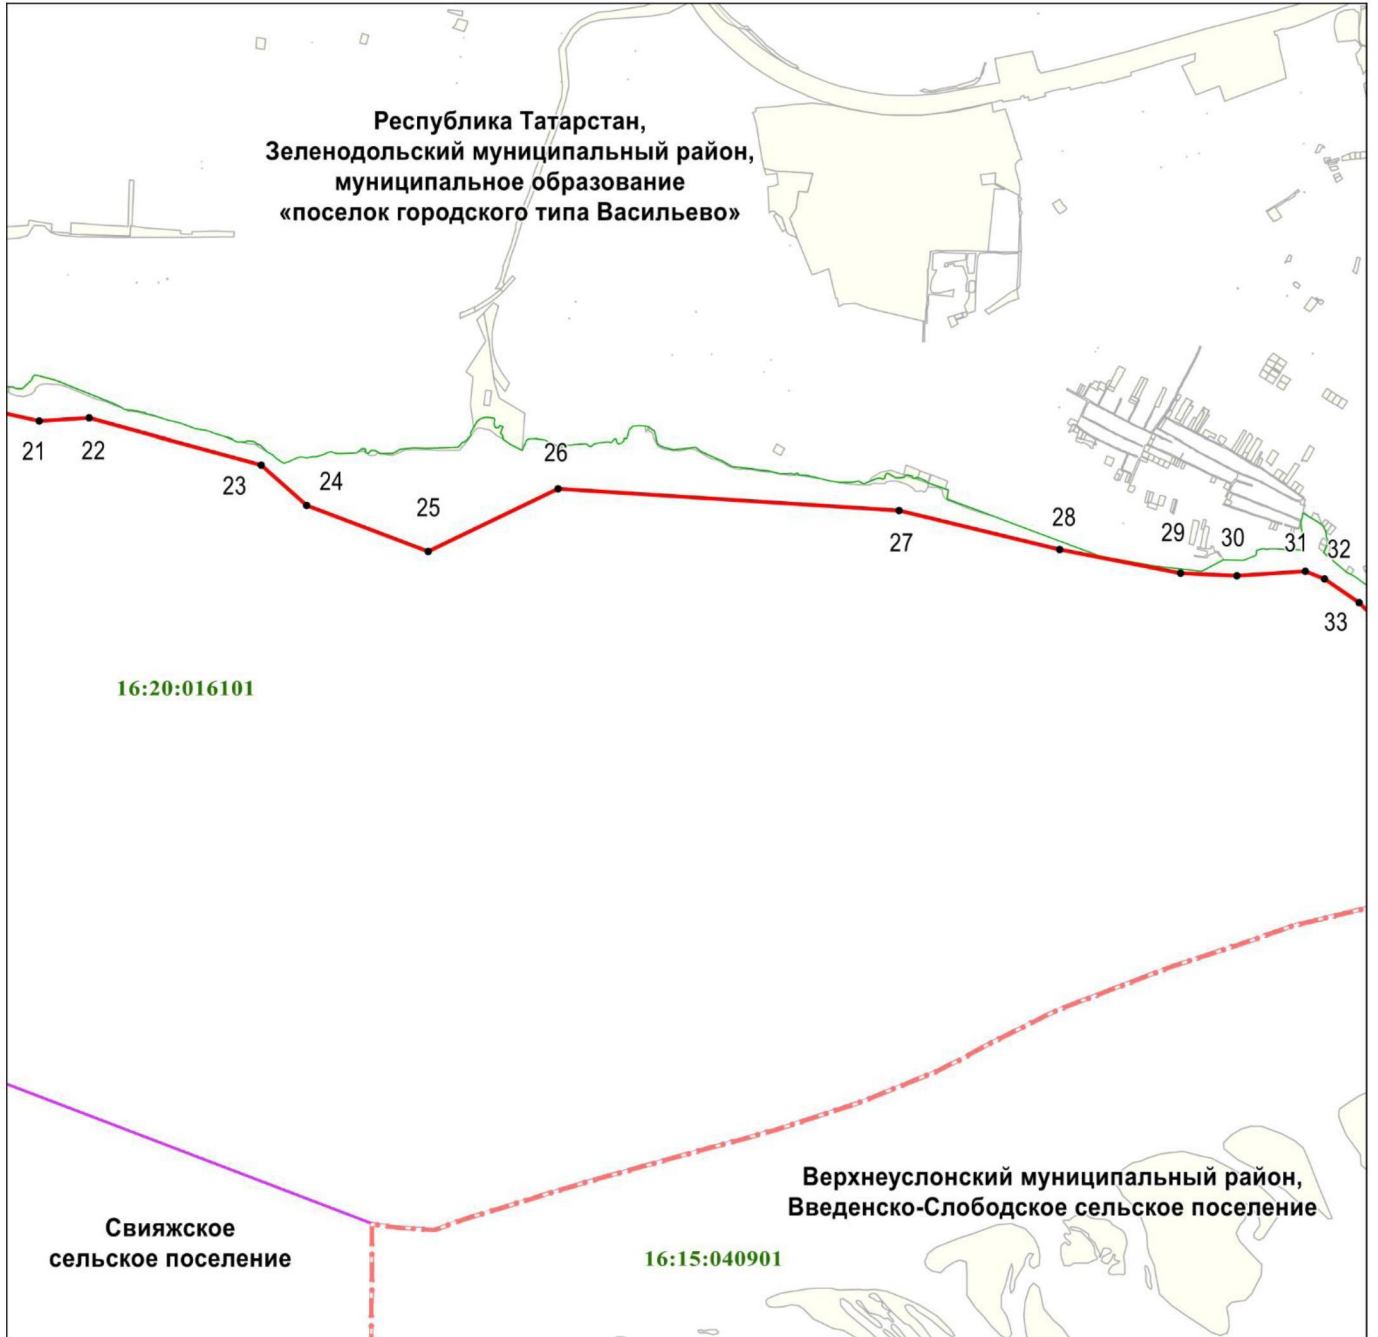 Республика Татарстан,
Зеленодольский муниципальный район,
муниципальное образование
«поселок городского типа Васильево»
21
22
23
24
25
26
27
28
29
30
31
32
33
16:20:016101
Верхнеуслонский муниципальный район,
Введенско-Слободское сельское поселение
Свияжское
сельское поселение
16:15:040901